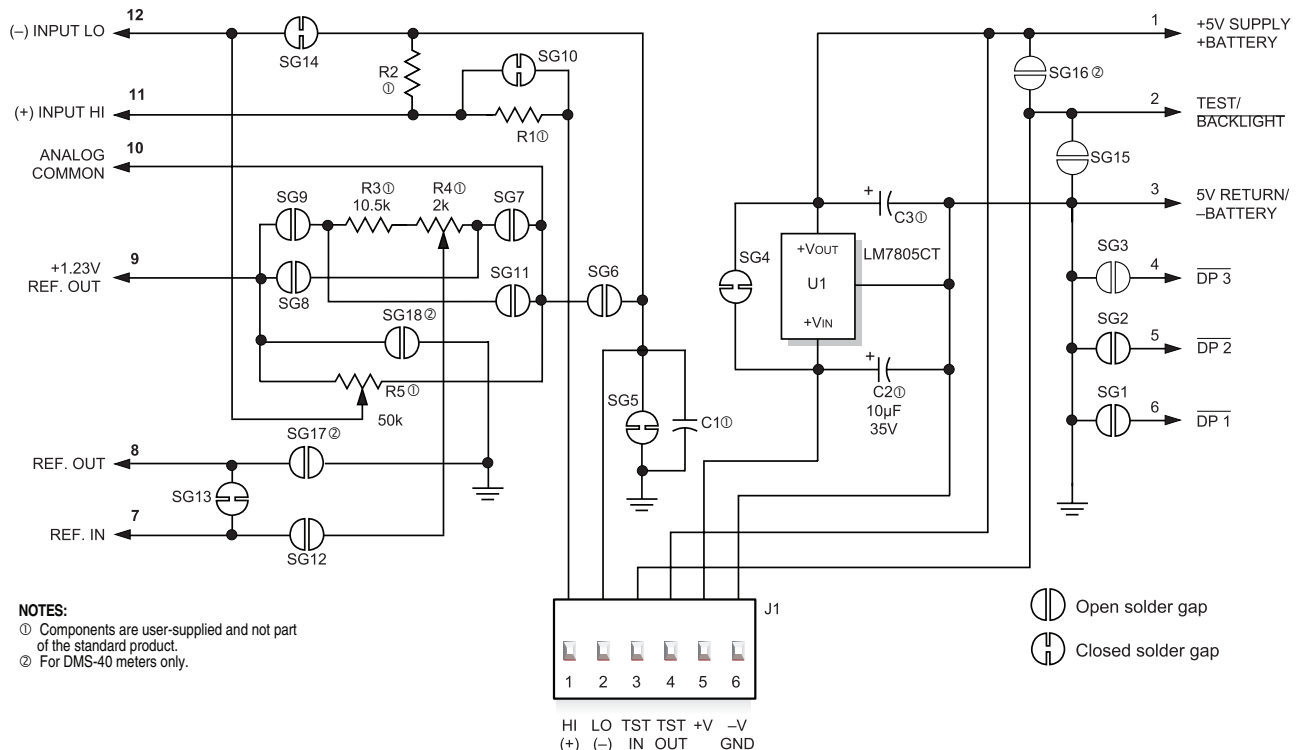 12
(–) INPUT LO
SG14
R2
①
SG10
11
(+) INPUT HI
R1①
10
ANALOG
COMMON
SG9
R3①
10.5k
R4①
2k
SG7
9
+1.23V
REF. OUT
SG8
SG11
SG6
SG18②
R5①
50k
8
REF. OUT
SG17②
SG13
7
REF. IN
SG12
SG5
C1①
1
+5V SUPPLY
+BATTERY
SG16②
2
TEST/
BACKLIGHT
SG15
+
C3①
3
5V RETURN/
–BATTERY
SG4
+VOUT
LM7805CT
U1
+VIN
+
C2①
10µF
35V
SG3
4
DP 3
SG2
5
DP 2
SG1
6
DP 1
NOTES:
① Components are user-supplied and not part
of the standard product.
② For DMS-40 meters only.
J1
1 2 3 4 5 6
HI LO TST TST +V –V
(+) (–) IN OUT GND
Open solder gap
Closed solder gap